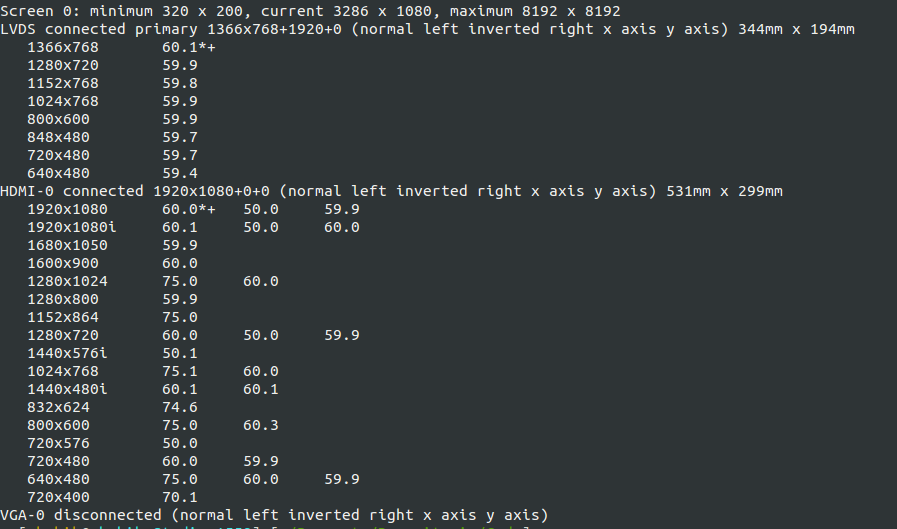 Screen 0: minimum 320 x 200, current 3286 x 1080, maximum 8192 x 8192
LVDS connected primary 1366x768+1920+0 (normal left inverted right x axis y axis) 344mm x 194mm
   1366x768       60.1*+
   1280x720       59.9
   1152x768       59.8
   1024x768       59.9
   800x600        59.9
   848x480        59.7
   720x480        59.7
   640x480        59.4
HDMI-0 connected 1920x1080+0+0 (normal left inverted right x axis y axis) 531mm x 299mm
   1920x1080      60.0*+   50.0     59.9
   1920x1080i     60.1     50.0     60.0
   1680x1050      59.9
   1600x900       60.0
   1280x1024      75.0     60.0
   1280x800       59.9
   1152x864       75.0
   1280x720       60.0     50.0     59.9
   1440x576i      50.1
   1024x768       75.1     60.0
   1440x480i      60.1     60.1
   832x624        74.6
   800x600        75.0     60.3
   720x576        50.0
   720x480        60.0     59.9
   640x480        75.0     60.0     59.9
   720x400        70.1
VGA-0 disconnected (normal left inverted right x axis y axis)